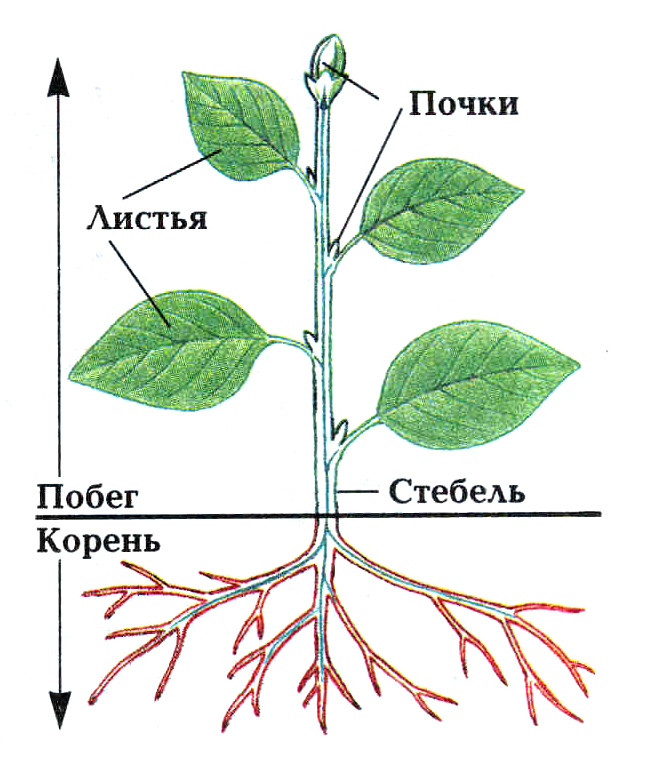 Почки
Листья
Побег
Стебель
Корень